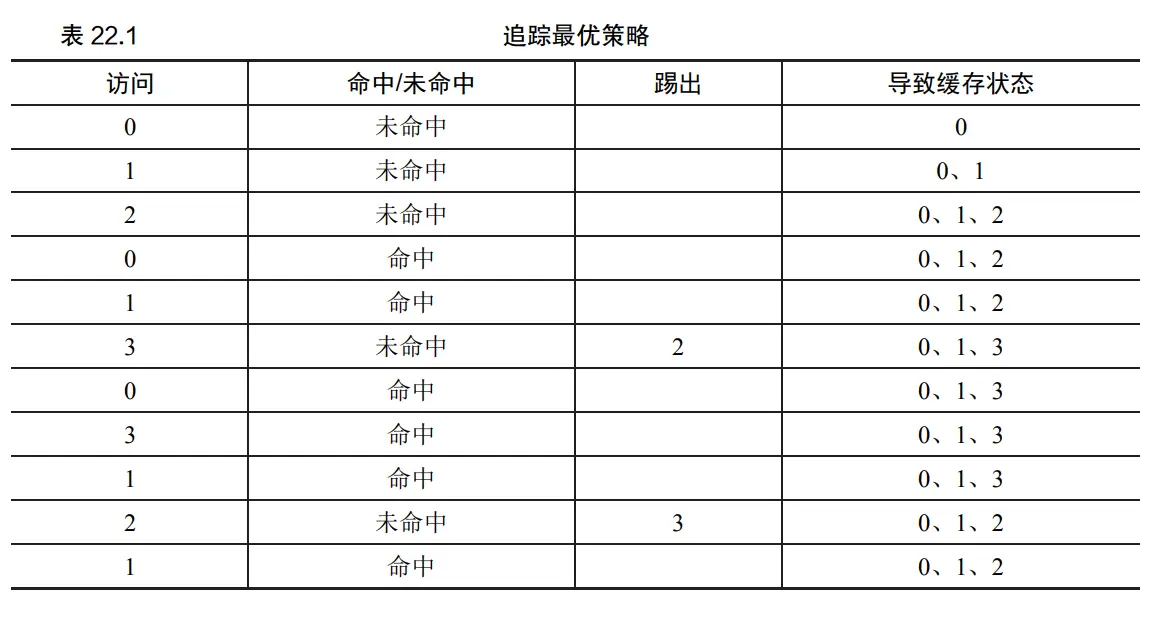 表 22.1 追踪最优策略
访问 命中/未命中 踢出 导致缓存状态
0 未命中 0
1 未命中 0、1
2 未命中 0、1、2
0 命中 0、1、2
1 命中 0、1、2
3 未命中 2 0、1、3
0 命中 0、1、3
3 命中 0、1、3
1 命中 0、1、3
2 未命中 3 0、1、2
1 命中 0、1、2